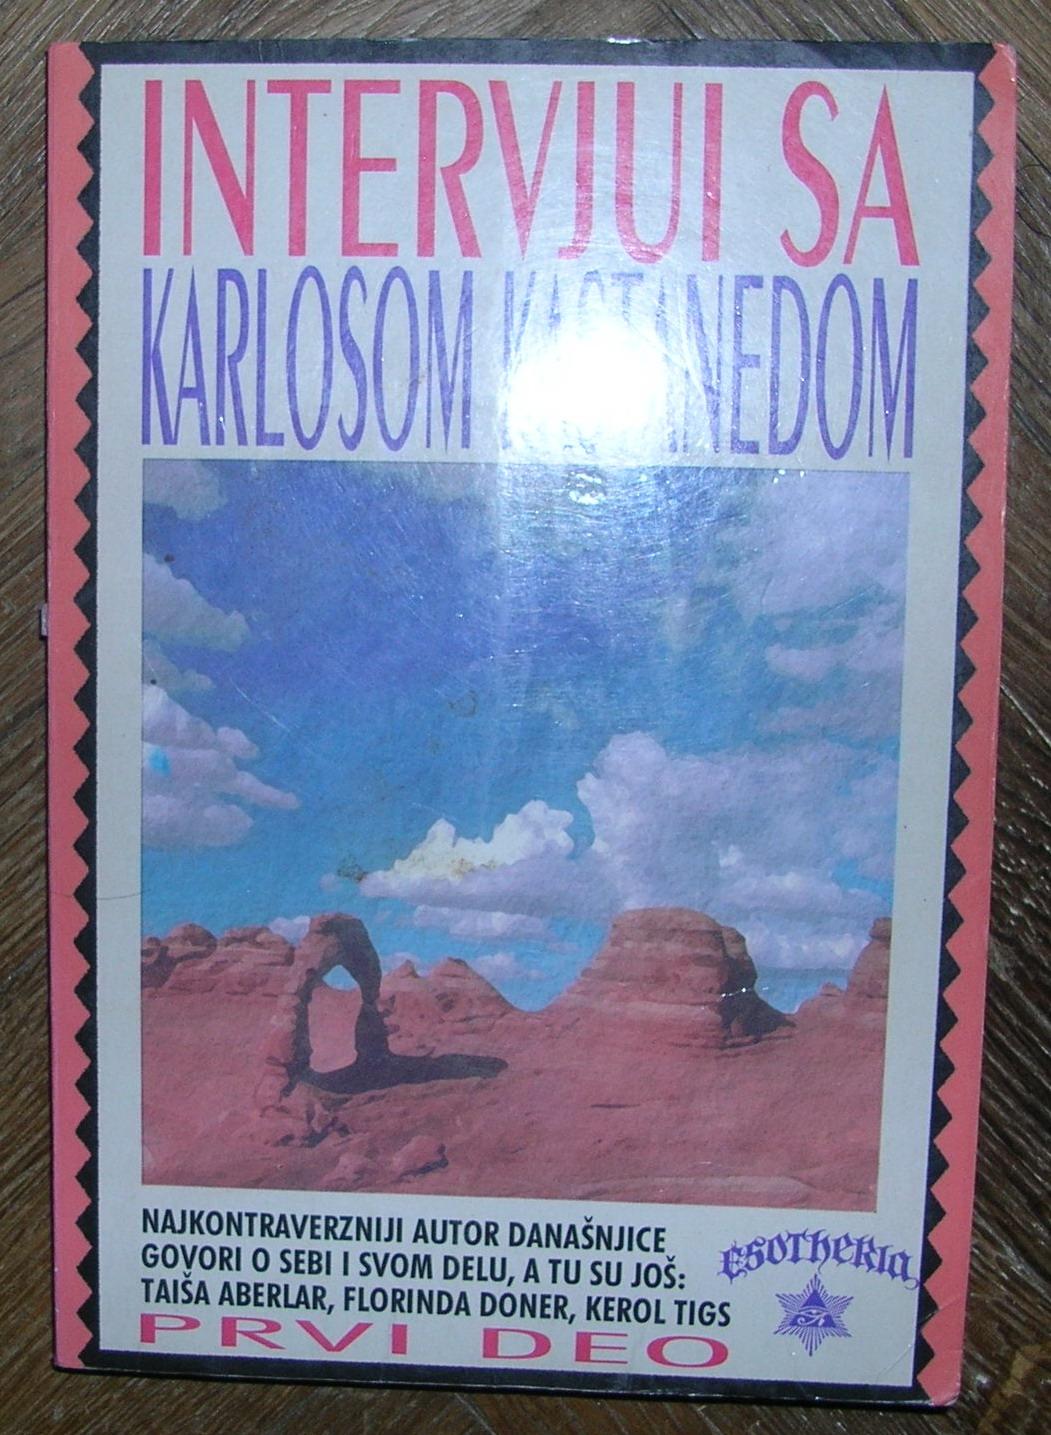 INTERVJUI SA
KARLOSOM KASTANEDOM
NAJKONTRAVERZNIJI AUTOR DANAŠNJICE
GOVORI O SEBI I SVOM DELU, A TU SU JOŠ:
TAIŠA ABERLAR, FLORINDA DONER, KEROL TIGS
PRVI DEO
ESOTHERIA